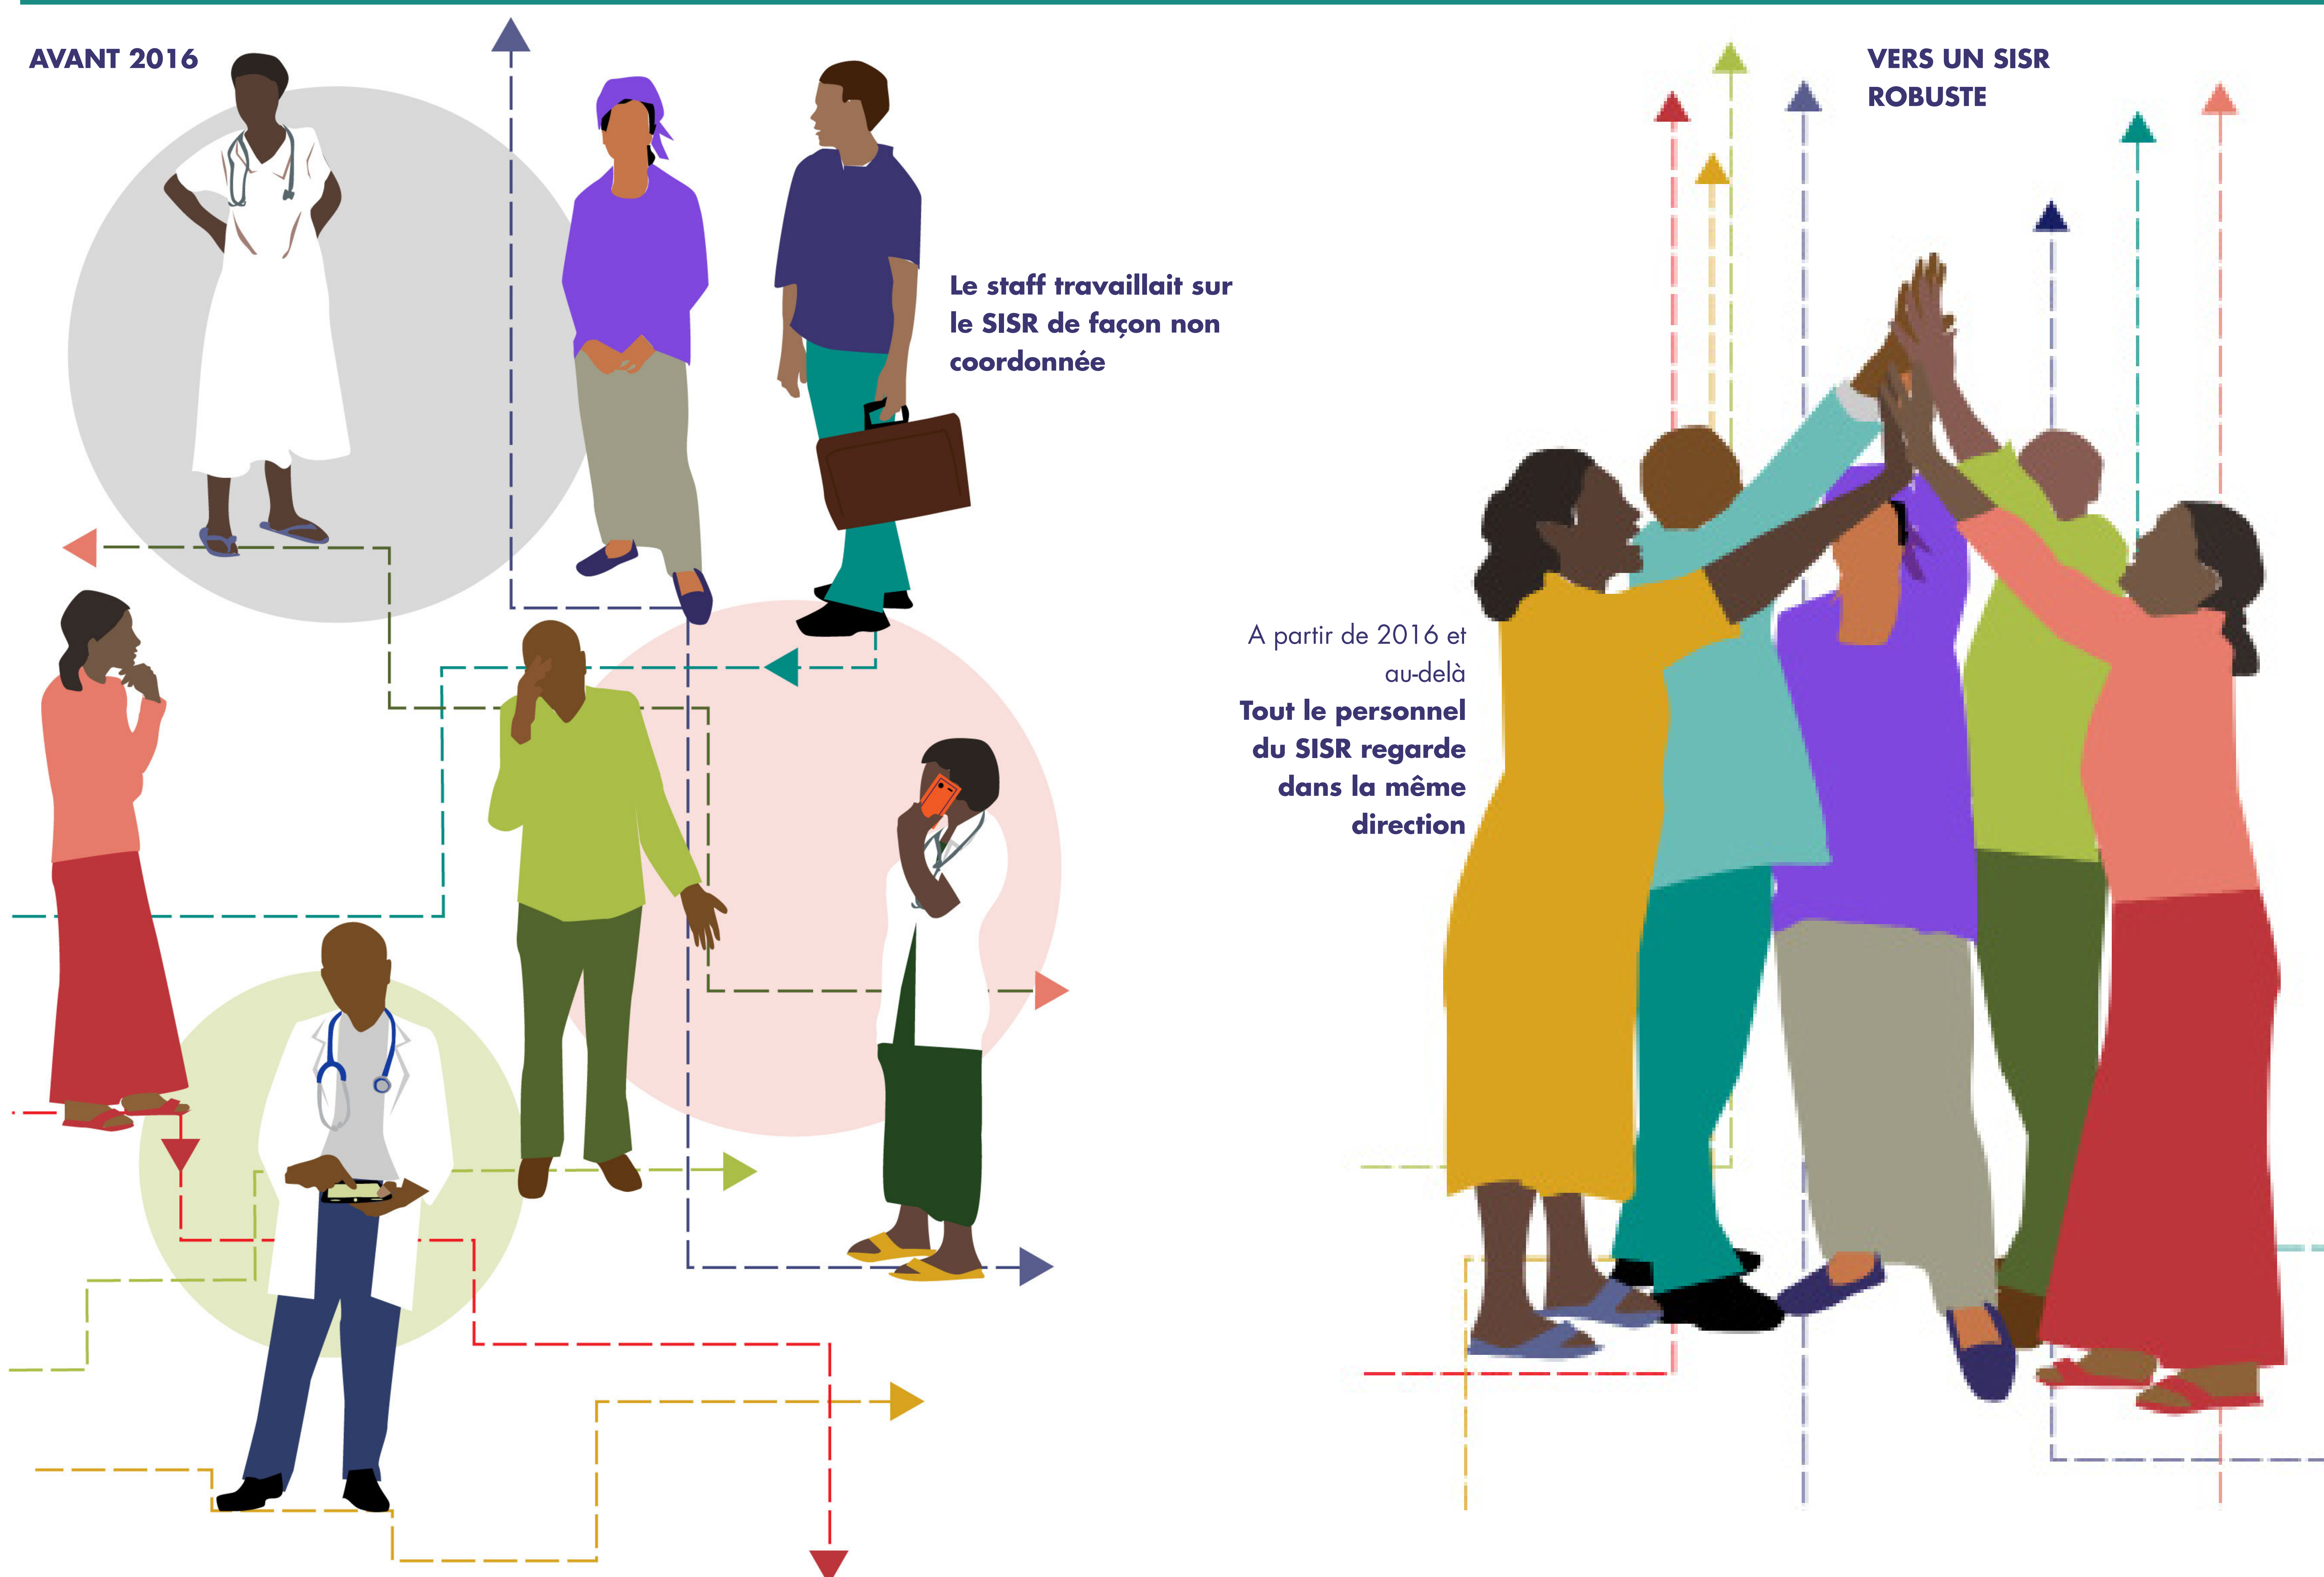 AVANT 2016
Le staff travaillait sur
le SISR de façon non
coordonnée
VERS UN SISR
ROBUSTE
A partir de 2016 et
au-delà
Tout le personnel
du SISR regarde
dans la même
direction